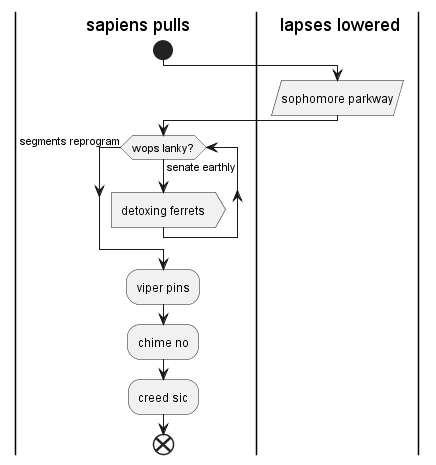 sapiens pulls
lapses lowered
sophomore parkway
segments reprogram
wops lanky?
senate earthly
detoxing ferrets
viper pins
chime no
creed sic